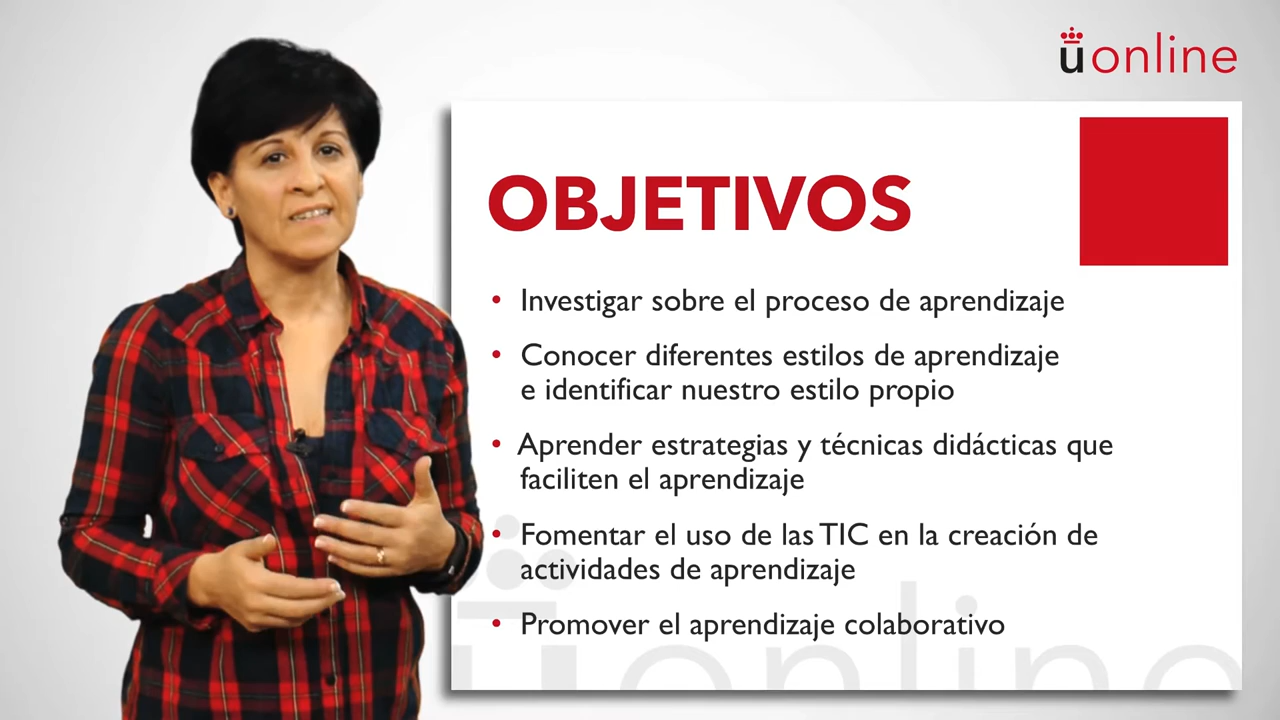 üonline
OBJETIVOS
• Investigar sobre el proceso de aprendizaje
• Conocer diferentes estilos de aprendizaje
e identificar nuestro estilo propio
• Aprender estrategias y técnicas didácticas que
faciliten el aprendizaje
• Fomentar el uso de las TIC en la creación de
actividades de aprendizaje
• Promover el aprendizaje colaborativo
üonline